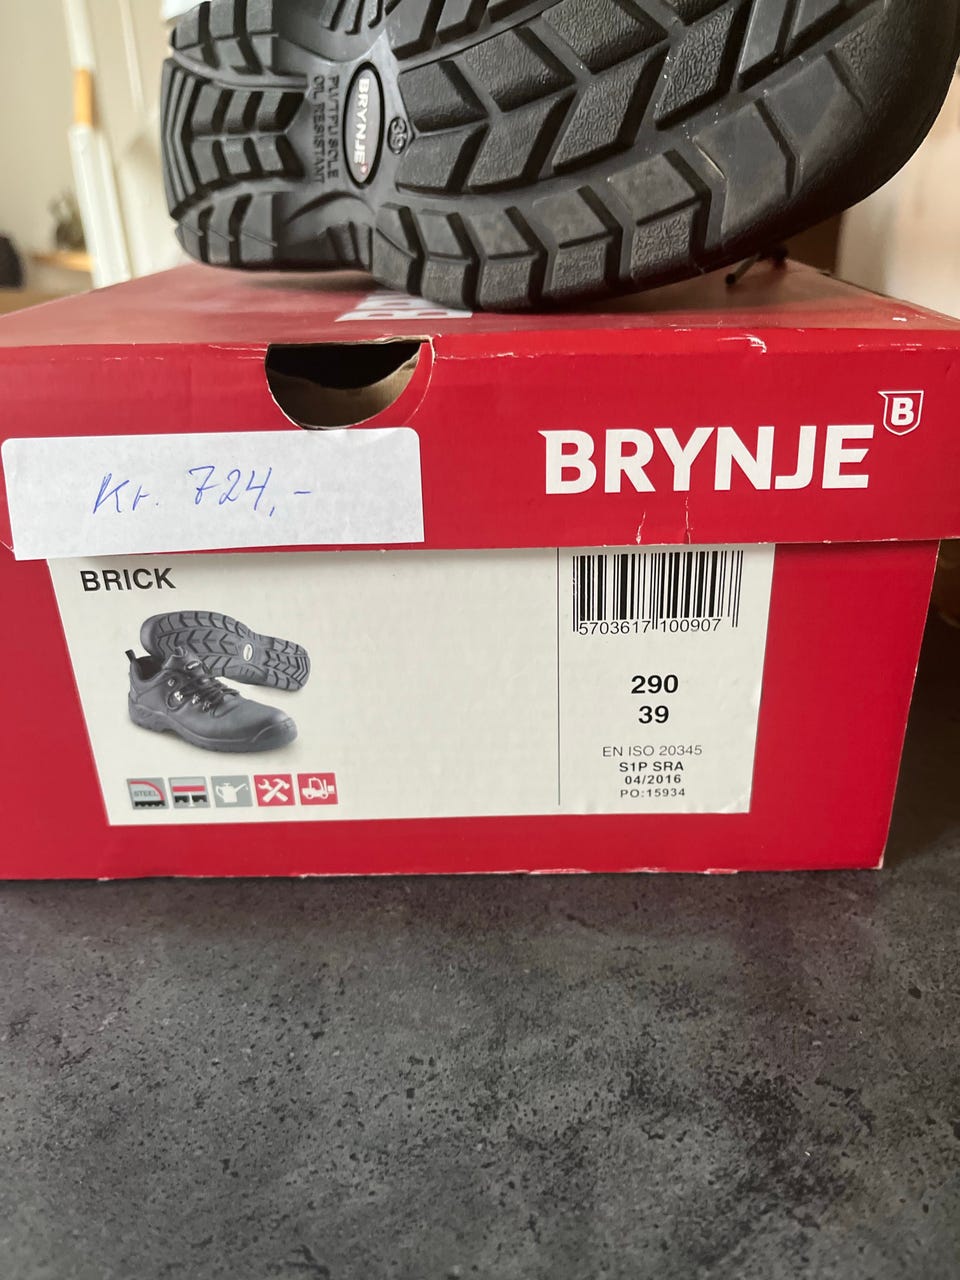 PU/PU SOLE
OIL RESISTANT
BRYNJE
39
BRYNJE B
Kr. 724,-
BRICK
5703617 100907
290
39
EN ISO 20345
S1P SRA
04/2016
PO:15934
STEEL